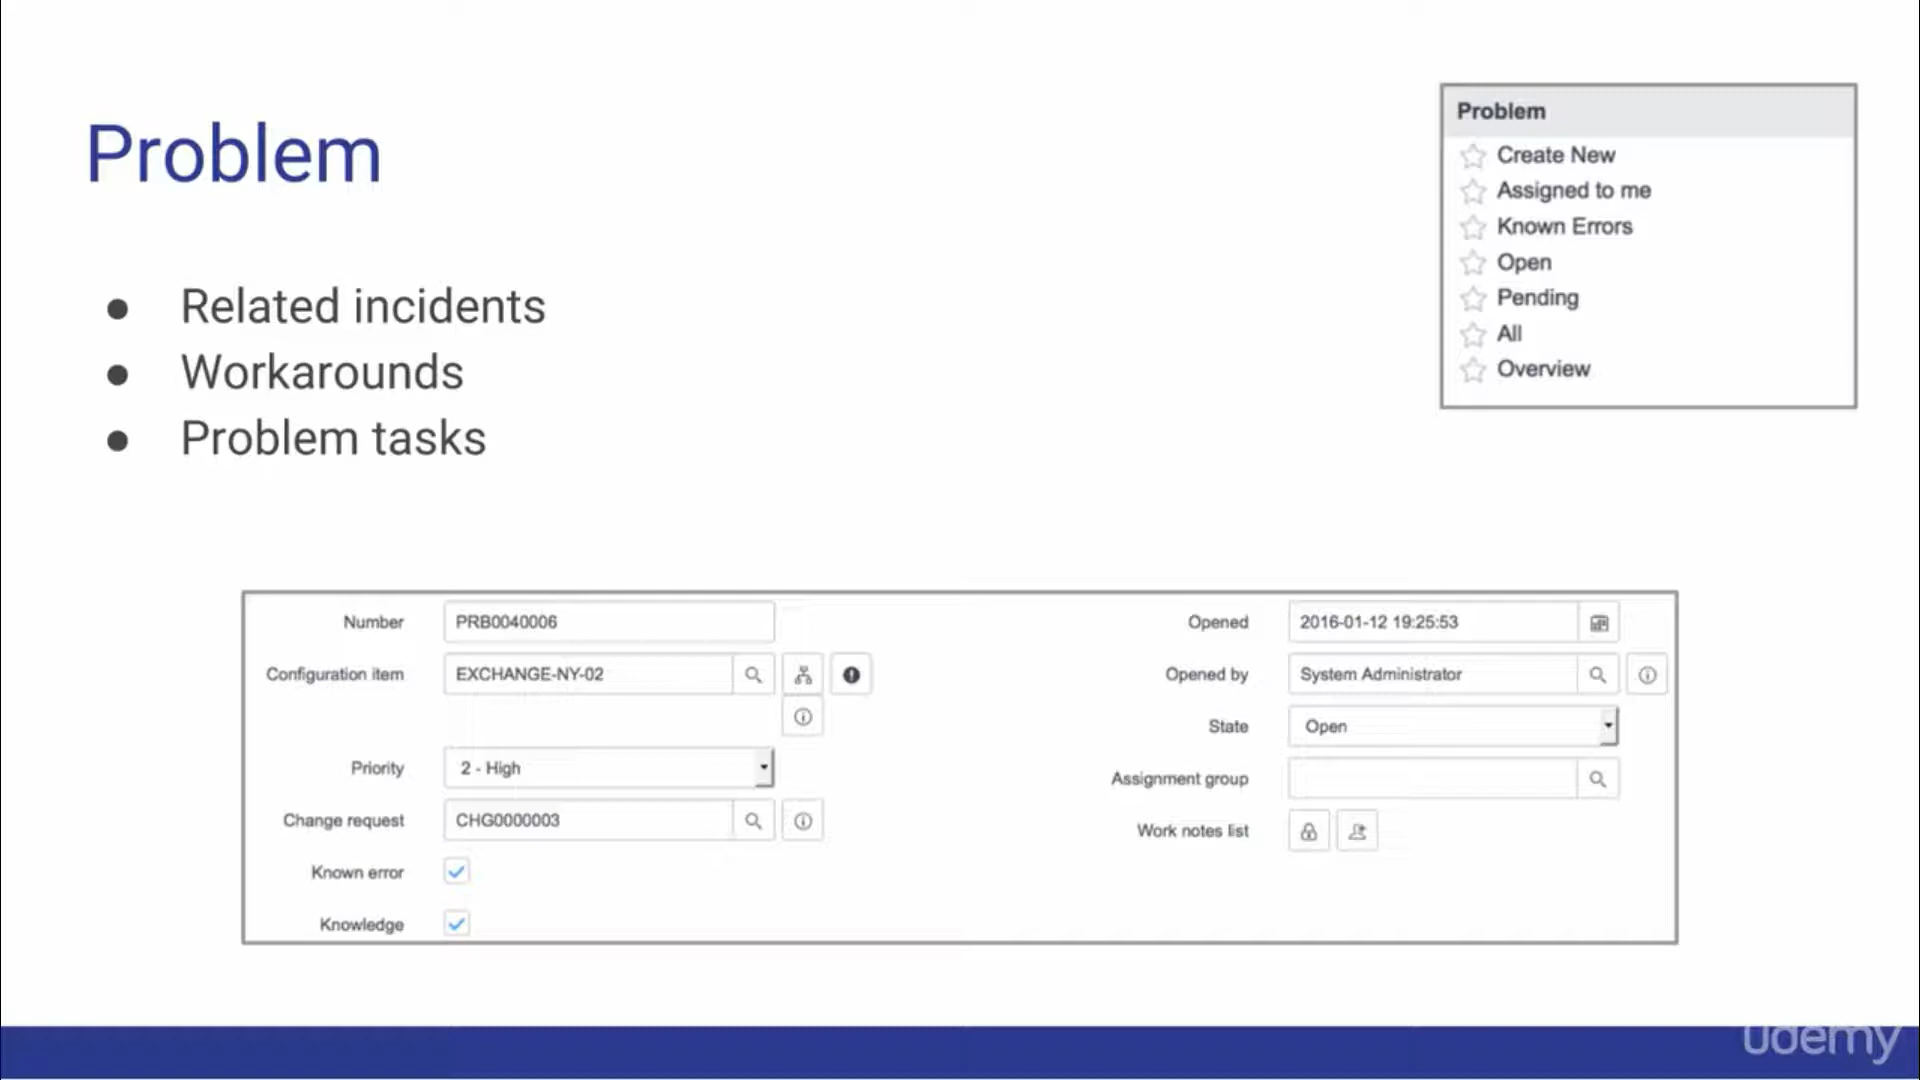 Problem
Related incidents
Workarounds
Problem tasks
Problem
Create New
Assigned to me
Known Errors
Open
Pending
All
Overview
Number PRB0040006
Configuration item EXCHANGE-NY-02
Priority 2 - High
Change request CHG0000003
Known error
Knowledge
Opened 2016-01-12 19:25:53
Opened by System Administrator
State Open
Assignment group
Work notes list
udemy